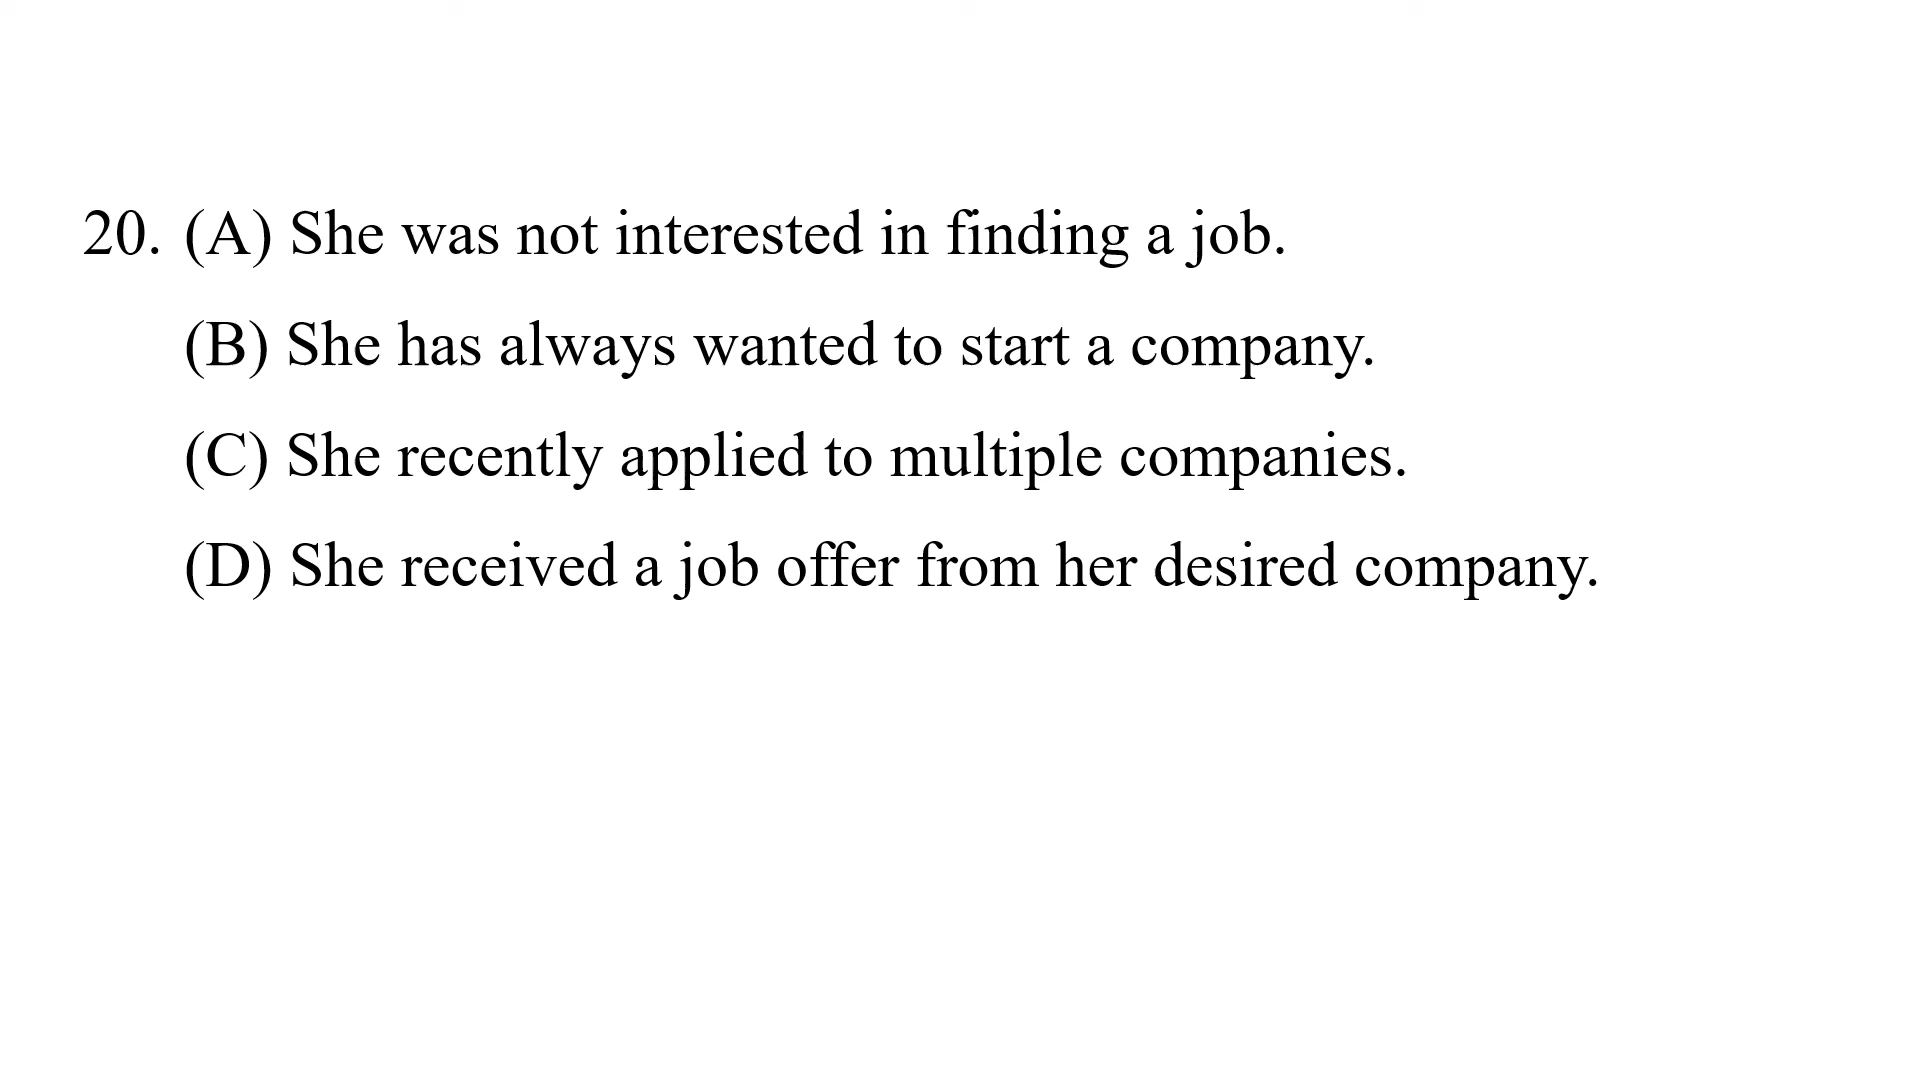 20. (A) She was not interested in finding a job.
(B) She has always wanted to start a company.
(C) She recently applied to multiple companies.
(D) She received a job offer from her desired company.